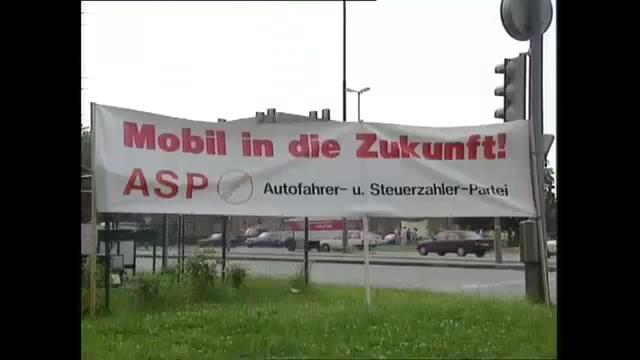 Mobil in die Zukunft!
ASP Autofahrer- u. Steuerzahler-Partei